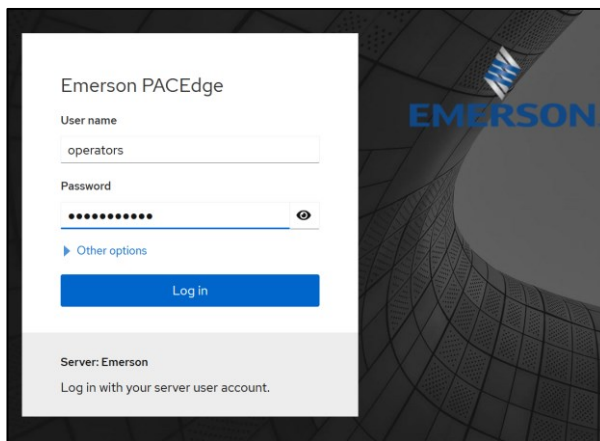 Emerson PACEdge
User name
operators
Password
•••••••••••
Other options
Log in
Server: Emerson
Log in with your server user account.
EMERSON